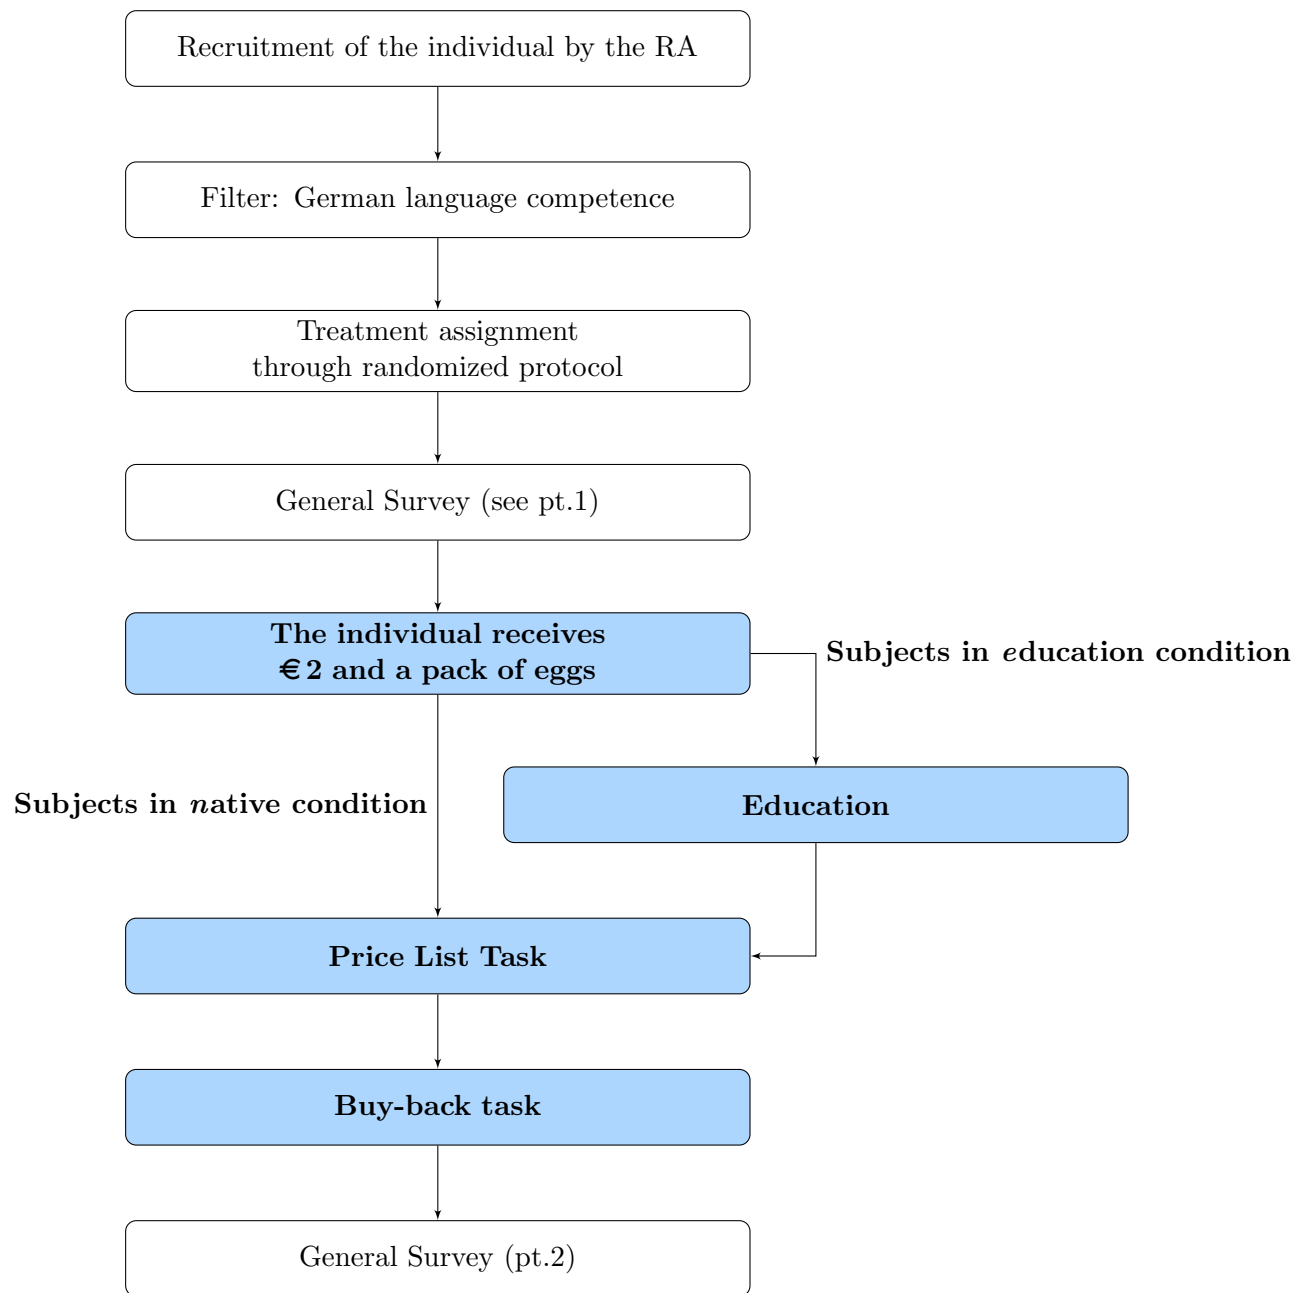 Recruitment of the individual by the RA
Filter: German language competence
Treatment assignment
through randomized protocol
General Survey (see pt.1)
The individual receives
€2 and a pack of eggs
Subjects in education condition
Subjects in native condition
Education
Price List Task
Buy-back task
General Survey (pt.2)